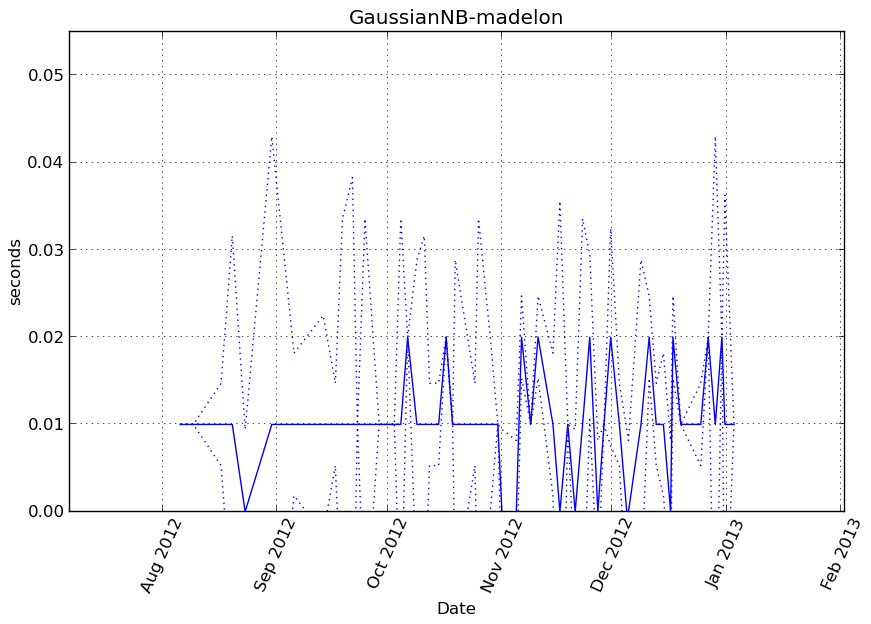 GaussianNB-madelon
0.05
0.04
0.03
0.02
0.01
0.00
seconds
Aug 2012
Sep 2012
Oct 2012
Nov 2012
Dec 2012
Jan 2013
Feb 2013
Date